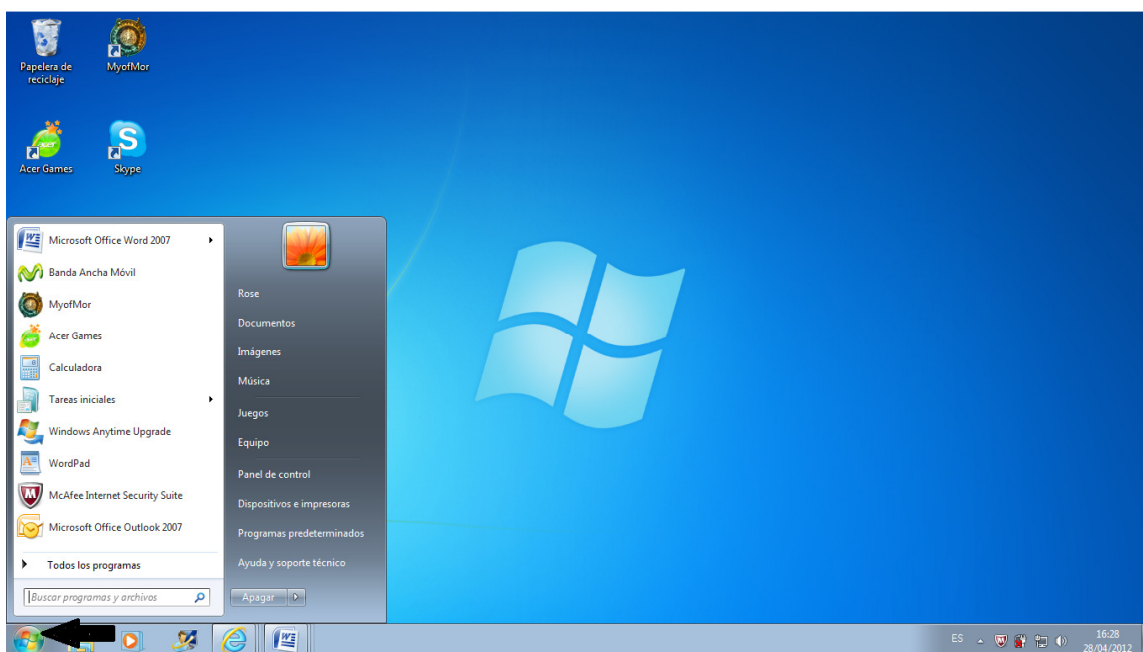 Papelera de
reciclaje
MyofMor
Acer Games
Skype
Microsoft Office Word 2007
Banda Ancha Móvil
MyofMor
Acer Games
Calculadora
Tareas iniciales
Windows Anytime Upgrade
WordPad
McAfee Internet Security Suite
Microsoft Office Outlook 2007
Todos los programas
Buscar programas y archivos
Rose
Documentos
Imágenes
Música
Juegos
Equipo
Panel de control
Dispositivos e impresoras
Programas predeterminados
Ayuda y soporte técnico
Apagar
ES
16:28
28/04/2012